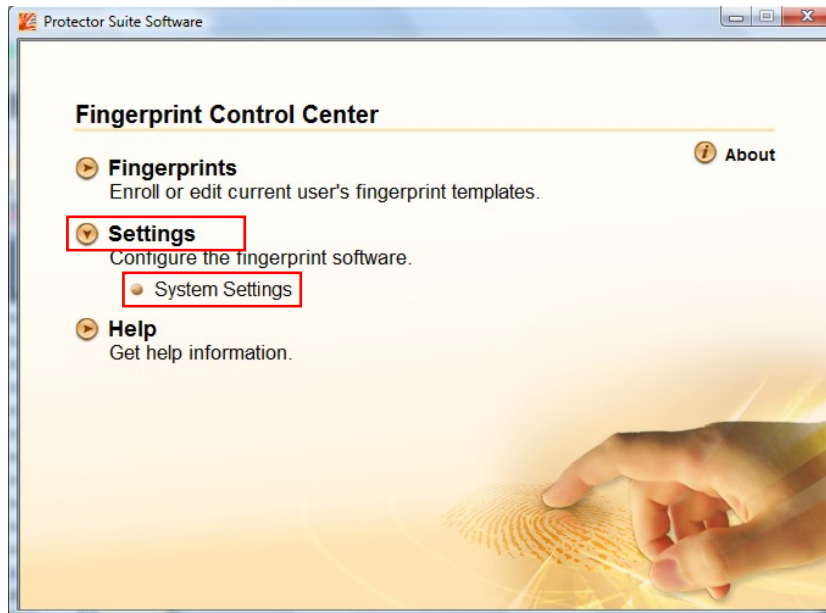 Protector Suite Software
Fingerprint Control Center
About
Fingerprints
Enroll or edit current user's fingerprint templates.
Settings
Configure the fingerprint software.
System Settings
Help
Get help information.